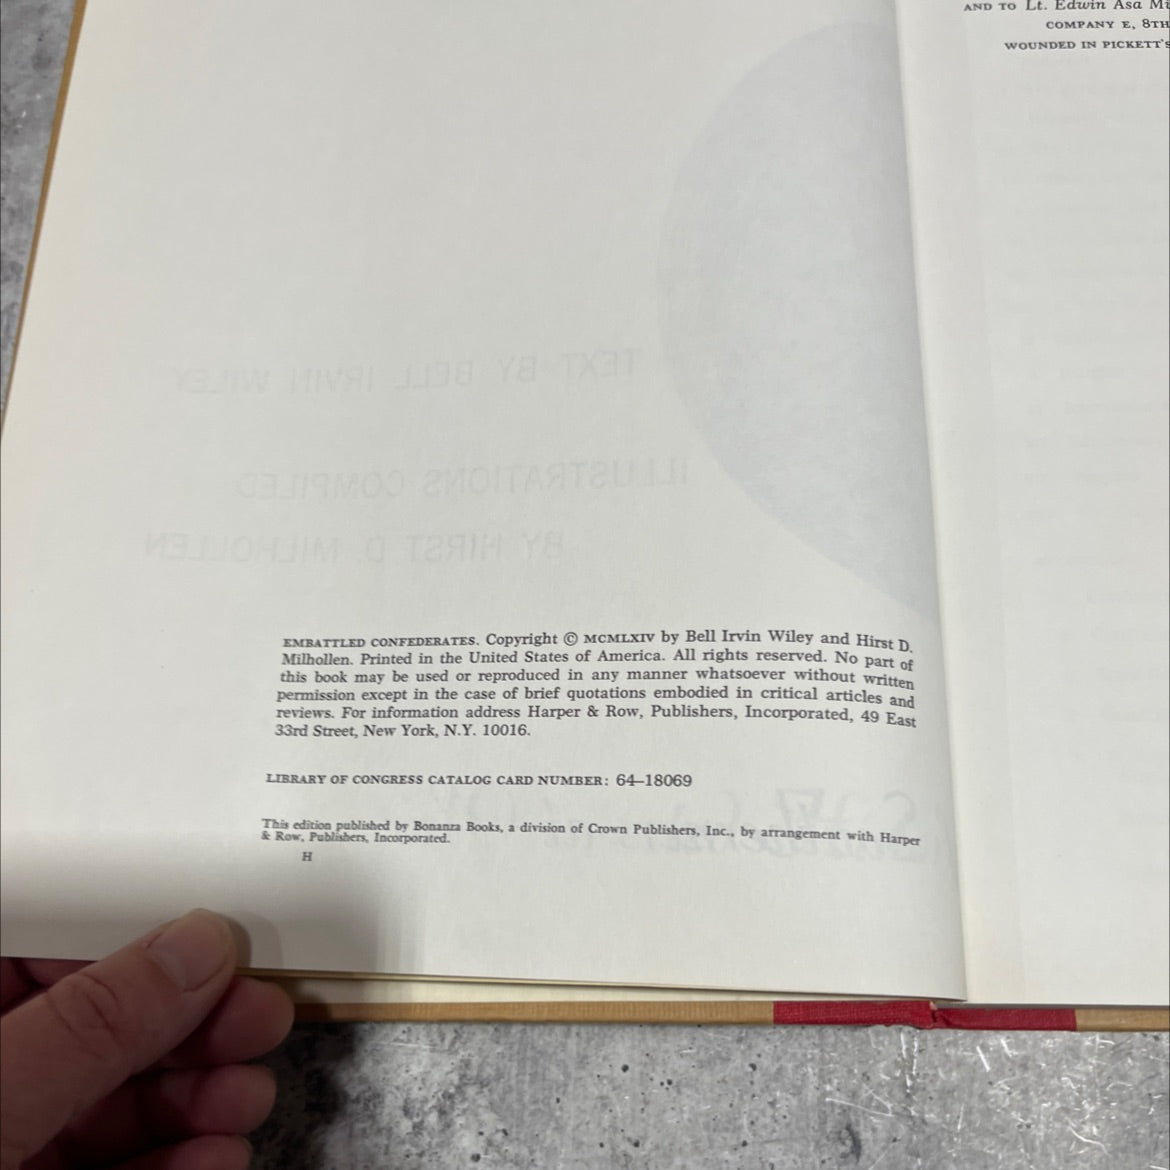 AND TO Lt. Edwin Asa
COMPANY E, 8TH
WOUNDED IN PICKETT'S
TEXT BY BELL IRVIN WILEY
ILLUSTRATIONS COMPILED
BY HIRST D. MILHOLLEN
EMBATTLED CONFEDERATES. Copyright © MCMLXIV by Bell Irvin Wiley and Hirst D.
Milhollen. Printed in the United States of America. All rights reserved. No part of
this book may be used or reproduced in any manner whatsoever without written
permission except in the case of brief quotations embodied in critical articles and
reviews. For information address Harper & Row, Publishers, Incorporated, 49 East
33rd Street, New York, N.Y. 10016.
LIBRARY OF CONGRESS CATALOG CARD NUMBER: 64–18069
This edition published by Bonanza Books, a division of Crown Publishers, Inc., by arrangement with Harper
& Row, Publishers, Incorporated.
H